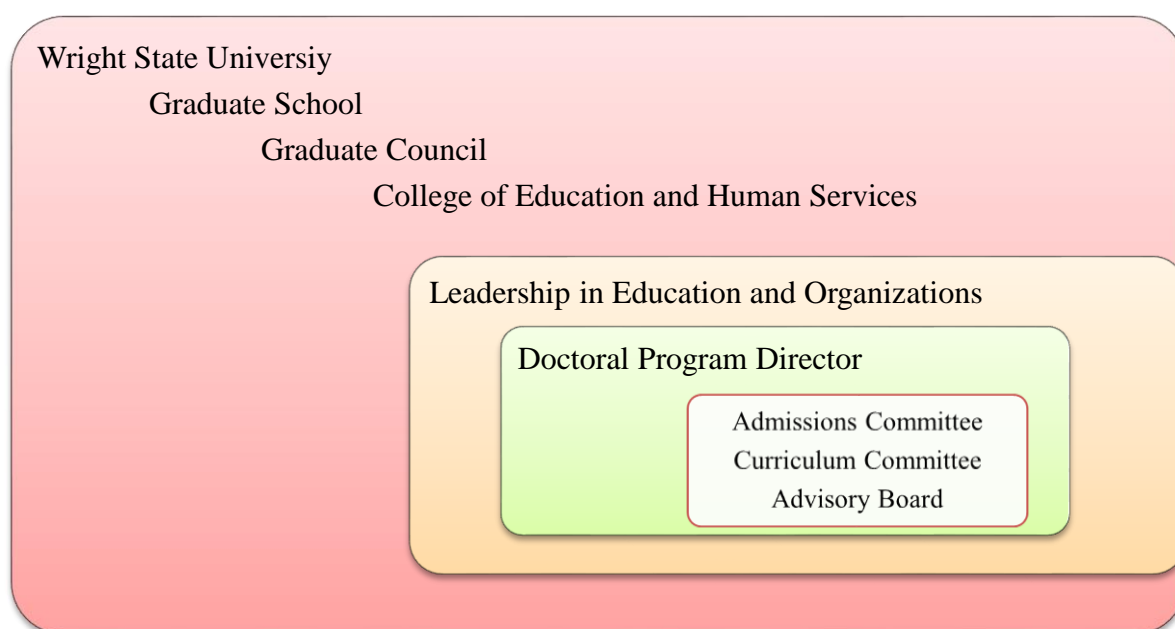 Wright State Universiy
Graduate School
Graduate Council
College of Education and Human Services
Leadership in Education and Organizations
Doctoral Program Director
Admissions Committee
Curriculum Committee
Advisory Board